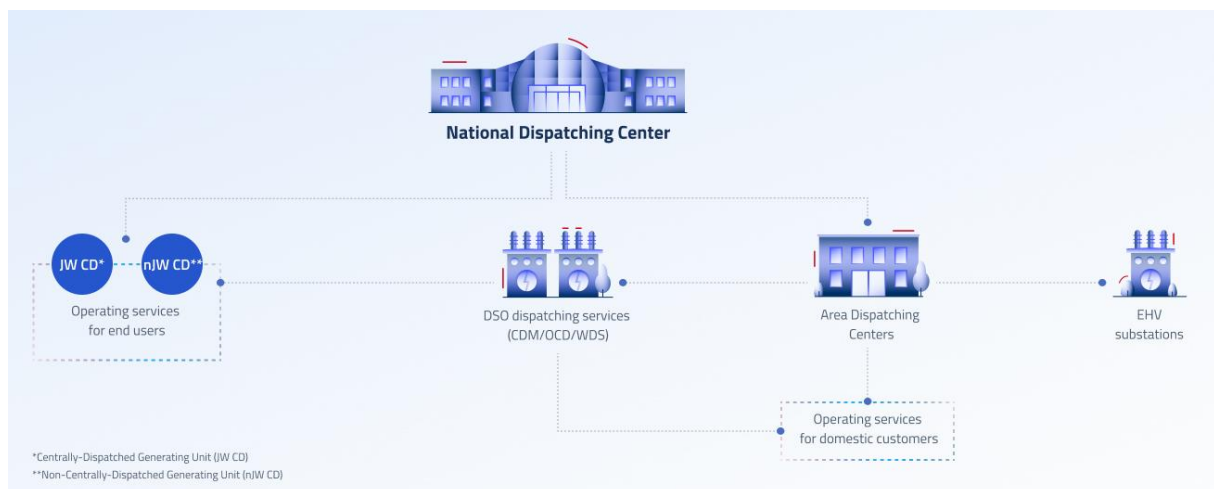 National Dispatching Center
JW CD*
nJW CD**
Operating services
for end users
DSO dispatching services
(CDM/OCD/WDS)
Area Dispatching
Centers
EHV
substations
Operating services
for domestic customers
*Centrally-Dispatched Generating Unit (JW CD)
**Non-Centrally-Dispatched Generating Unit (nJW CD)